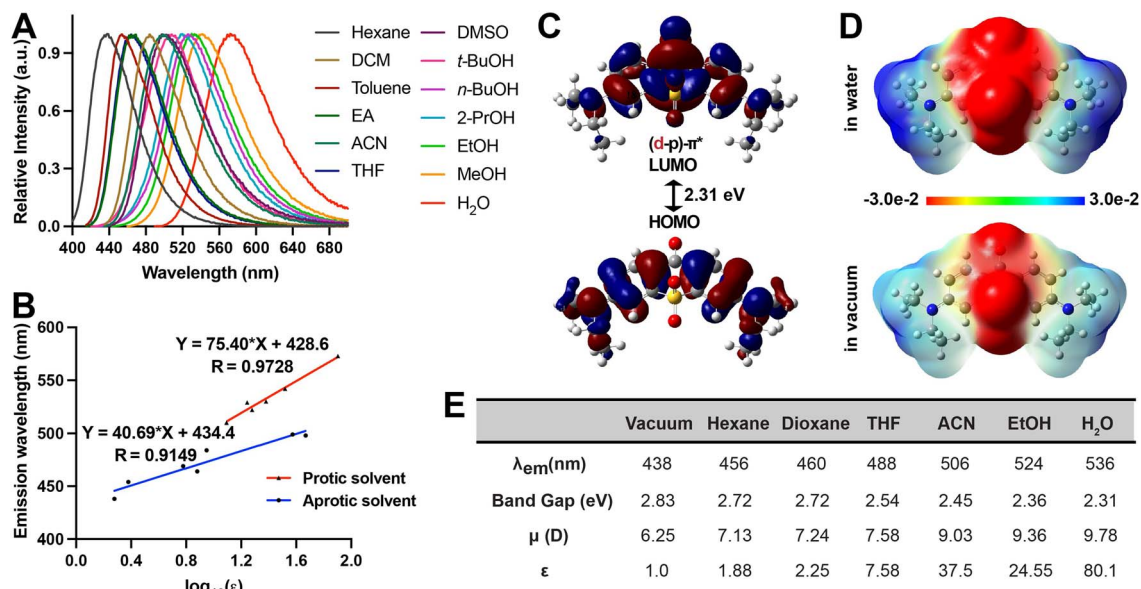 A
Relative Intensity (a.u.)
0.9
0.6
0.3
0.0
400 440 480 520 560 600 640 680
Wavelength (nm)
Hexane
DCM
Toluene
EA
ACN
THF
DMSO
t-BuOH
n-BuOH
2-PrOH
EtOH
MeOH
H2O
B
Emission wavelength (nm)
600
550
500
450
400
Y = 75.40*X + 428.6
R = 0.9728
Y = 40.69*X + 434.4
R = 0.9149
Protic solvent
Aprotic solvent
0.0 0.4 0.8 1.2 1.6 2.0
C
(d-p)-π*
LUMO
2.31 eV
HOMO
D
in water
-3.0e-2 3.0e-2
in vacuum
E
Vacuum Hexane Dioxane THF ACN EtOH H2O
λem(nm) 438 456 460 488 506 524 536
Band Gap (eV) 2.83 2.72 2.72 2.54 2.45 2.36 2.31
μ (D) 6.25 7.13 7.24 7.58 9.03 9.36 9.78
ε 1.0 1.88 2.25 7.58 37.5 24.55 80.1